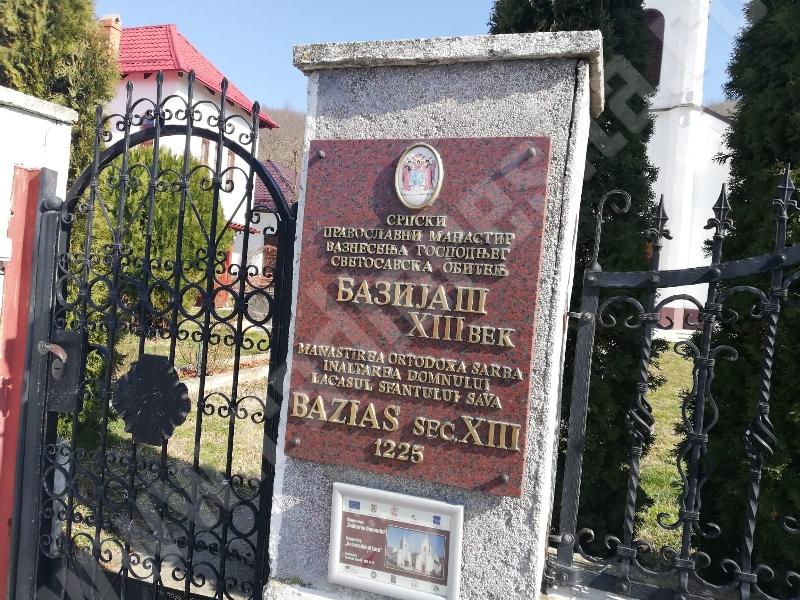 СРПСКИ
ПРАВОСЛАВНИ МАНАСТИР
ВАЗНЕСЕЊА ГОСПОДЊЕГ
СВЕТОСАВСКА ОБИТЕЉ
БАЗИЈАШ
XIII ВЕК
MANASTIREA ORTODOXA SARBA
INALTAREA DOMNULUI
LACASUL SFANTULUI SAVA
BAZIAS SEC. XIII
1225